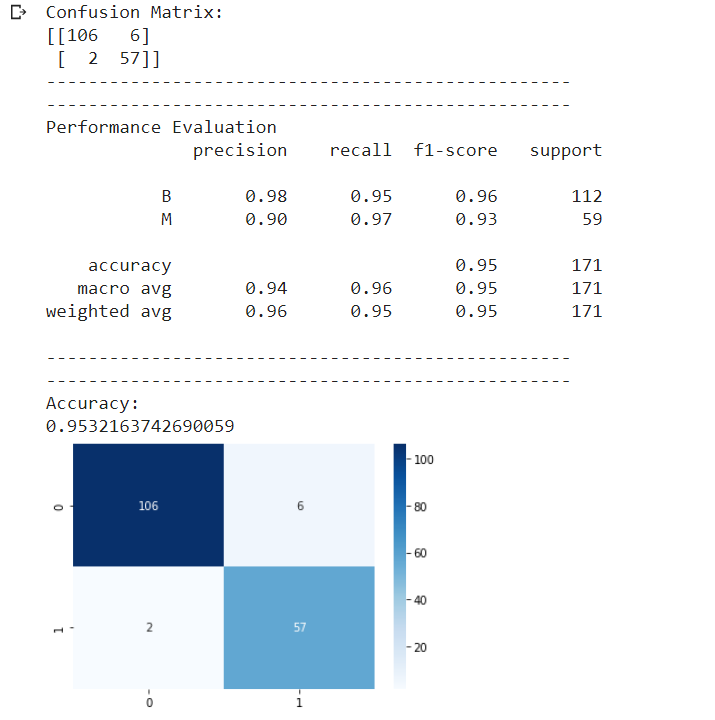 Confusion Matrix:
[[106   6]
 [  2  57]]
--------------------------------------------------
--------------------------------------------------
Performance Evaluation
              precision    recall  f1-score   support

           B       0.98      0.95      0.96       112
           M       0.90      0.97      0.93        59

    accuracy                           0.95       171
   macro avg       0.94      0.96      0.95       171
weighted avg       0.96      0.95      0.95       171

--------------------------------------------------
--------------------------------------------------
Accuracy:
0.9532163742690059
100
0 106 6
80
60
40
1 2 57
20
0 1